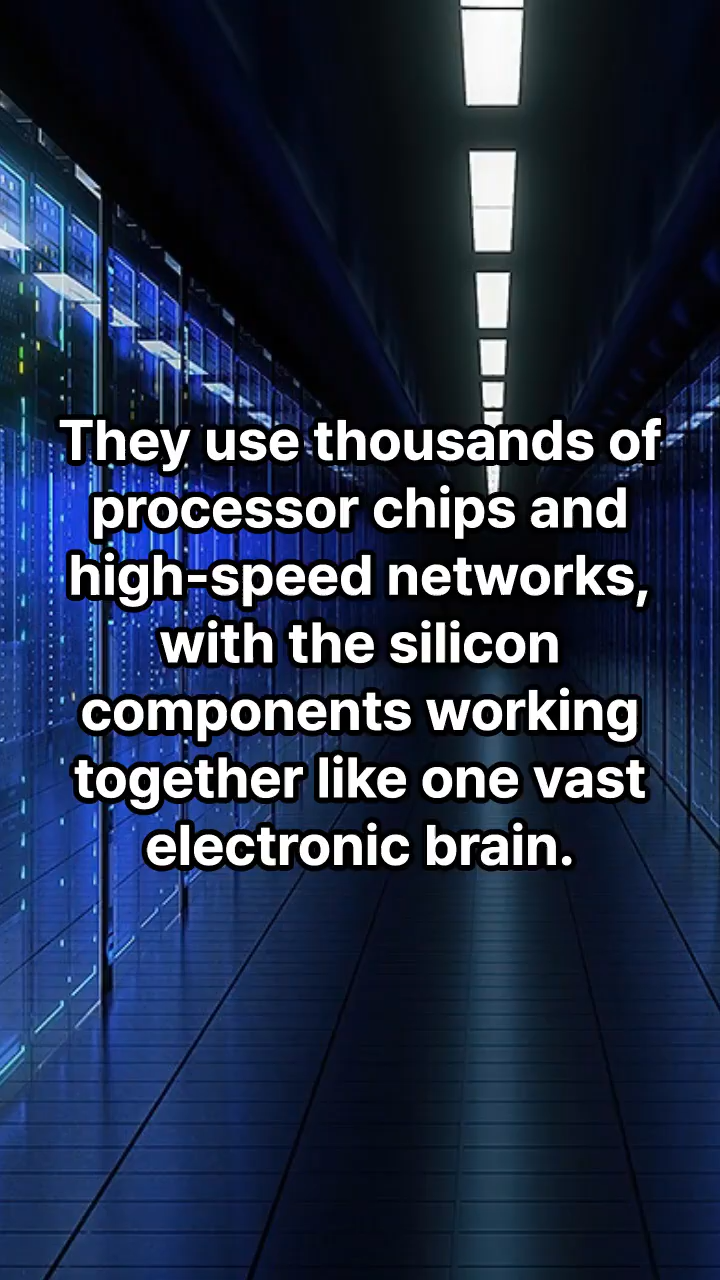 They use thousands of
processor chips and
high-speed networks,
with the silicon
components working
together like one vast
electronic brain.